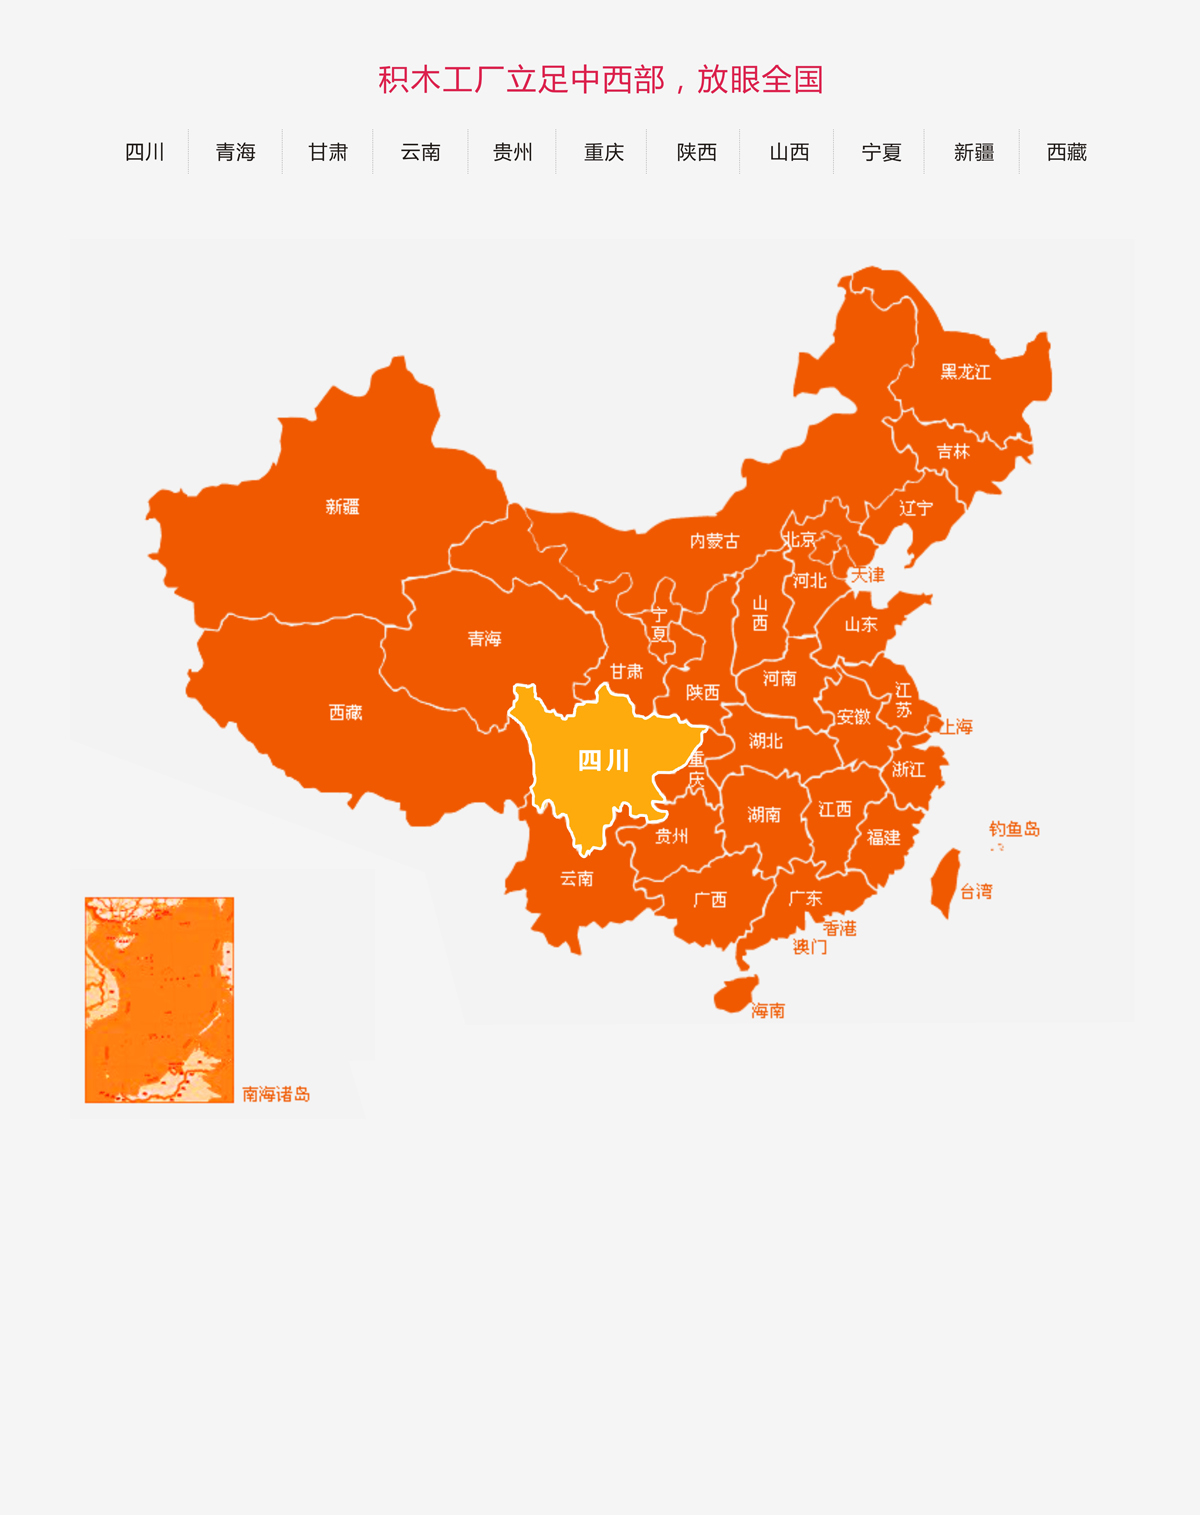 积木工厂立足中西部，放眼全国
四川 青海 甘肃 云南 贵州 重庆 陕西 山西 宁夏 新疆 西藏
黑龙江
吉林
辽宁
新疆
内蒙古
北京
天津
河北
山西
宁夏
山东
青海
甘肃
陕西
河南
江苏
西藏
安徽
上海
湖北
四川
重庆
浙江
湖南
江西
钓鱼岛
贵州
福建
云南
台湾
广西
广东
香港
澳门
海南
南海诸岛